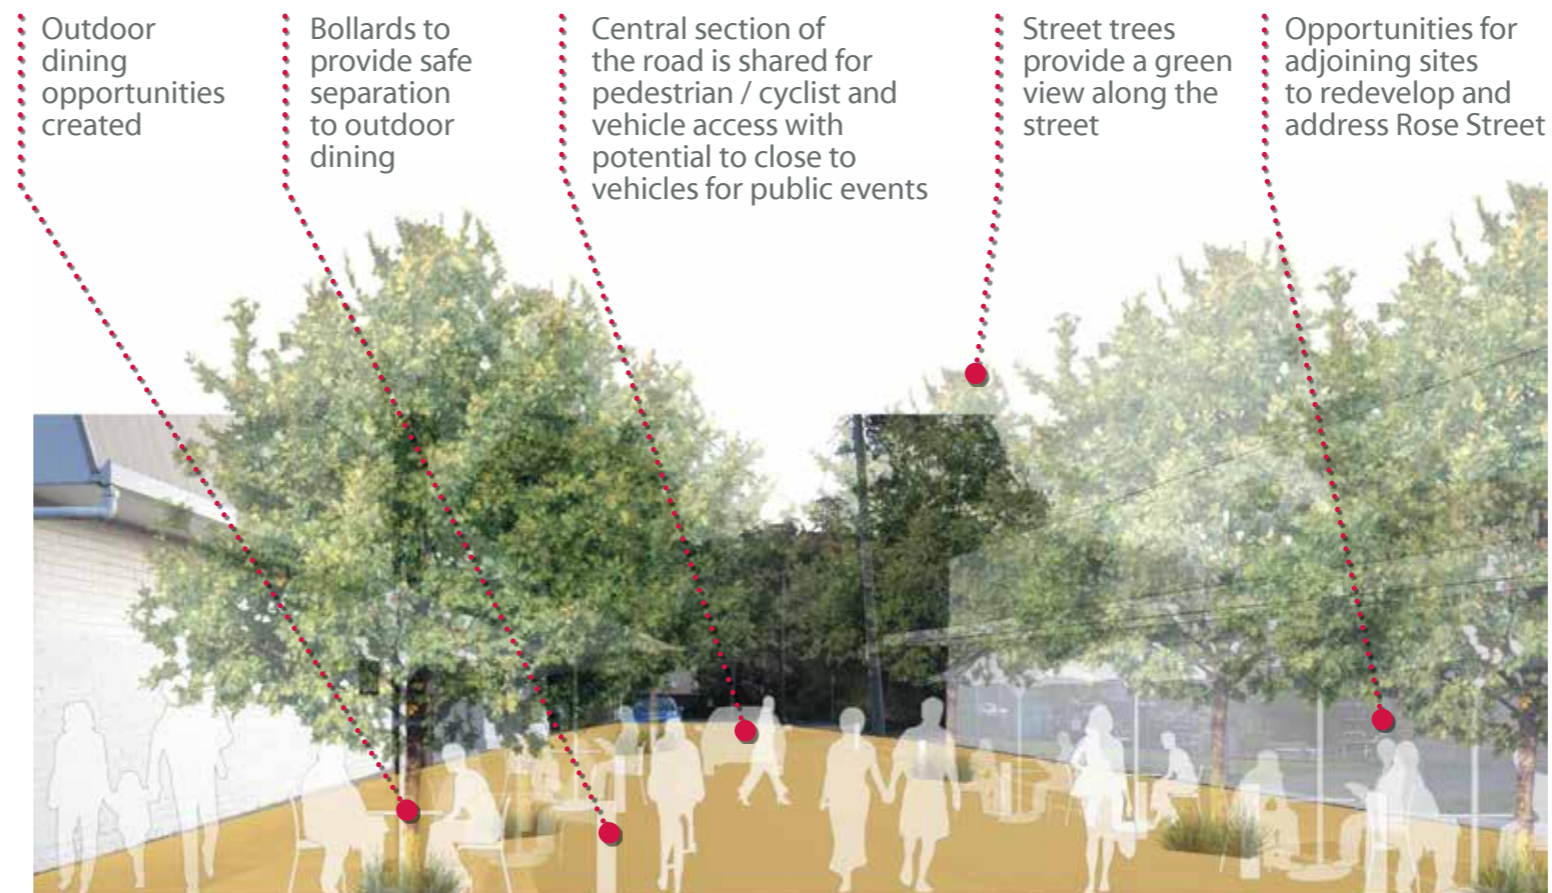 Outdoor
dining
opportunities
created
Bollards to
provide safe
separation
to outdoor
dining
Central section of
the road is shared for
pedestrian / cyclist and
vehicle access with
potential to close to
vehicles for public events
Street trees
provide a green
view along the
street
Opportunities for
adjoining sites
to redevelop and
address Rose Street